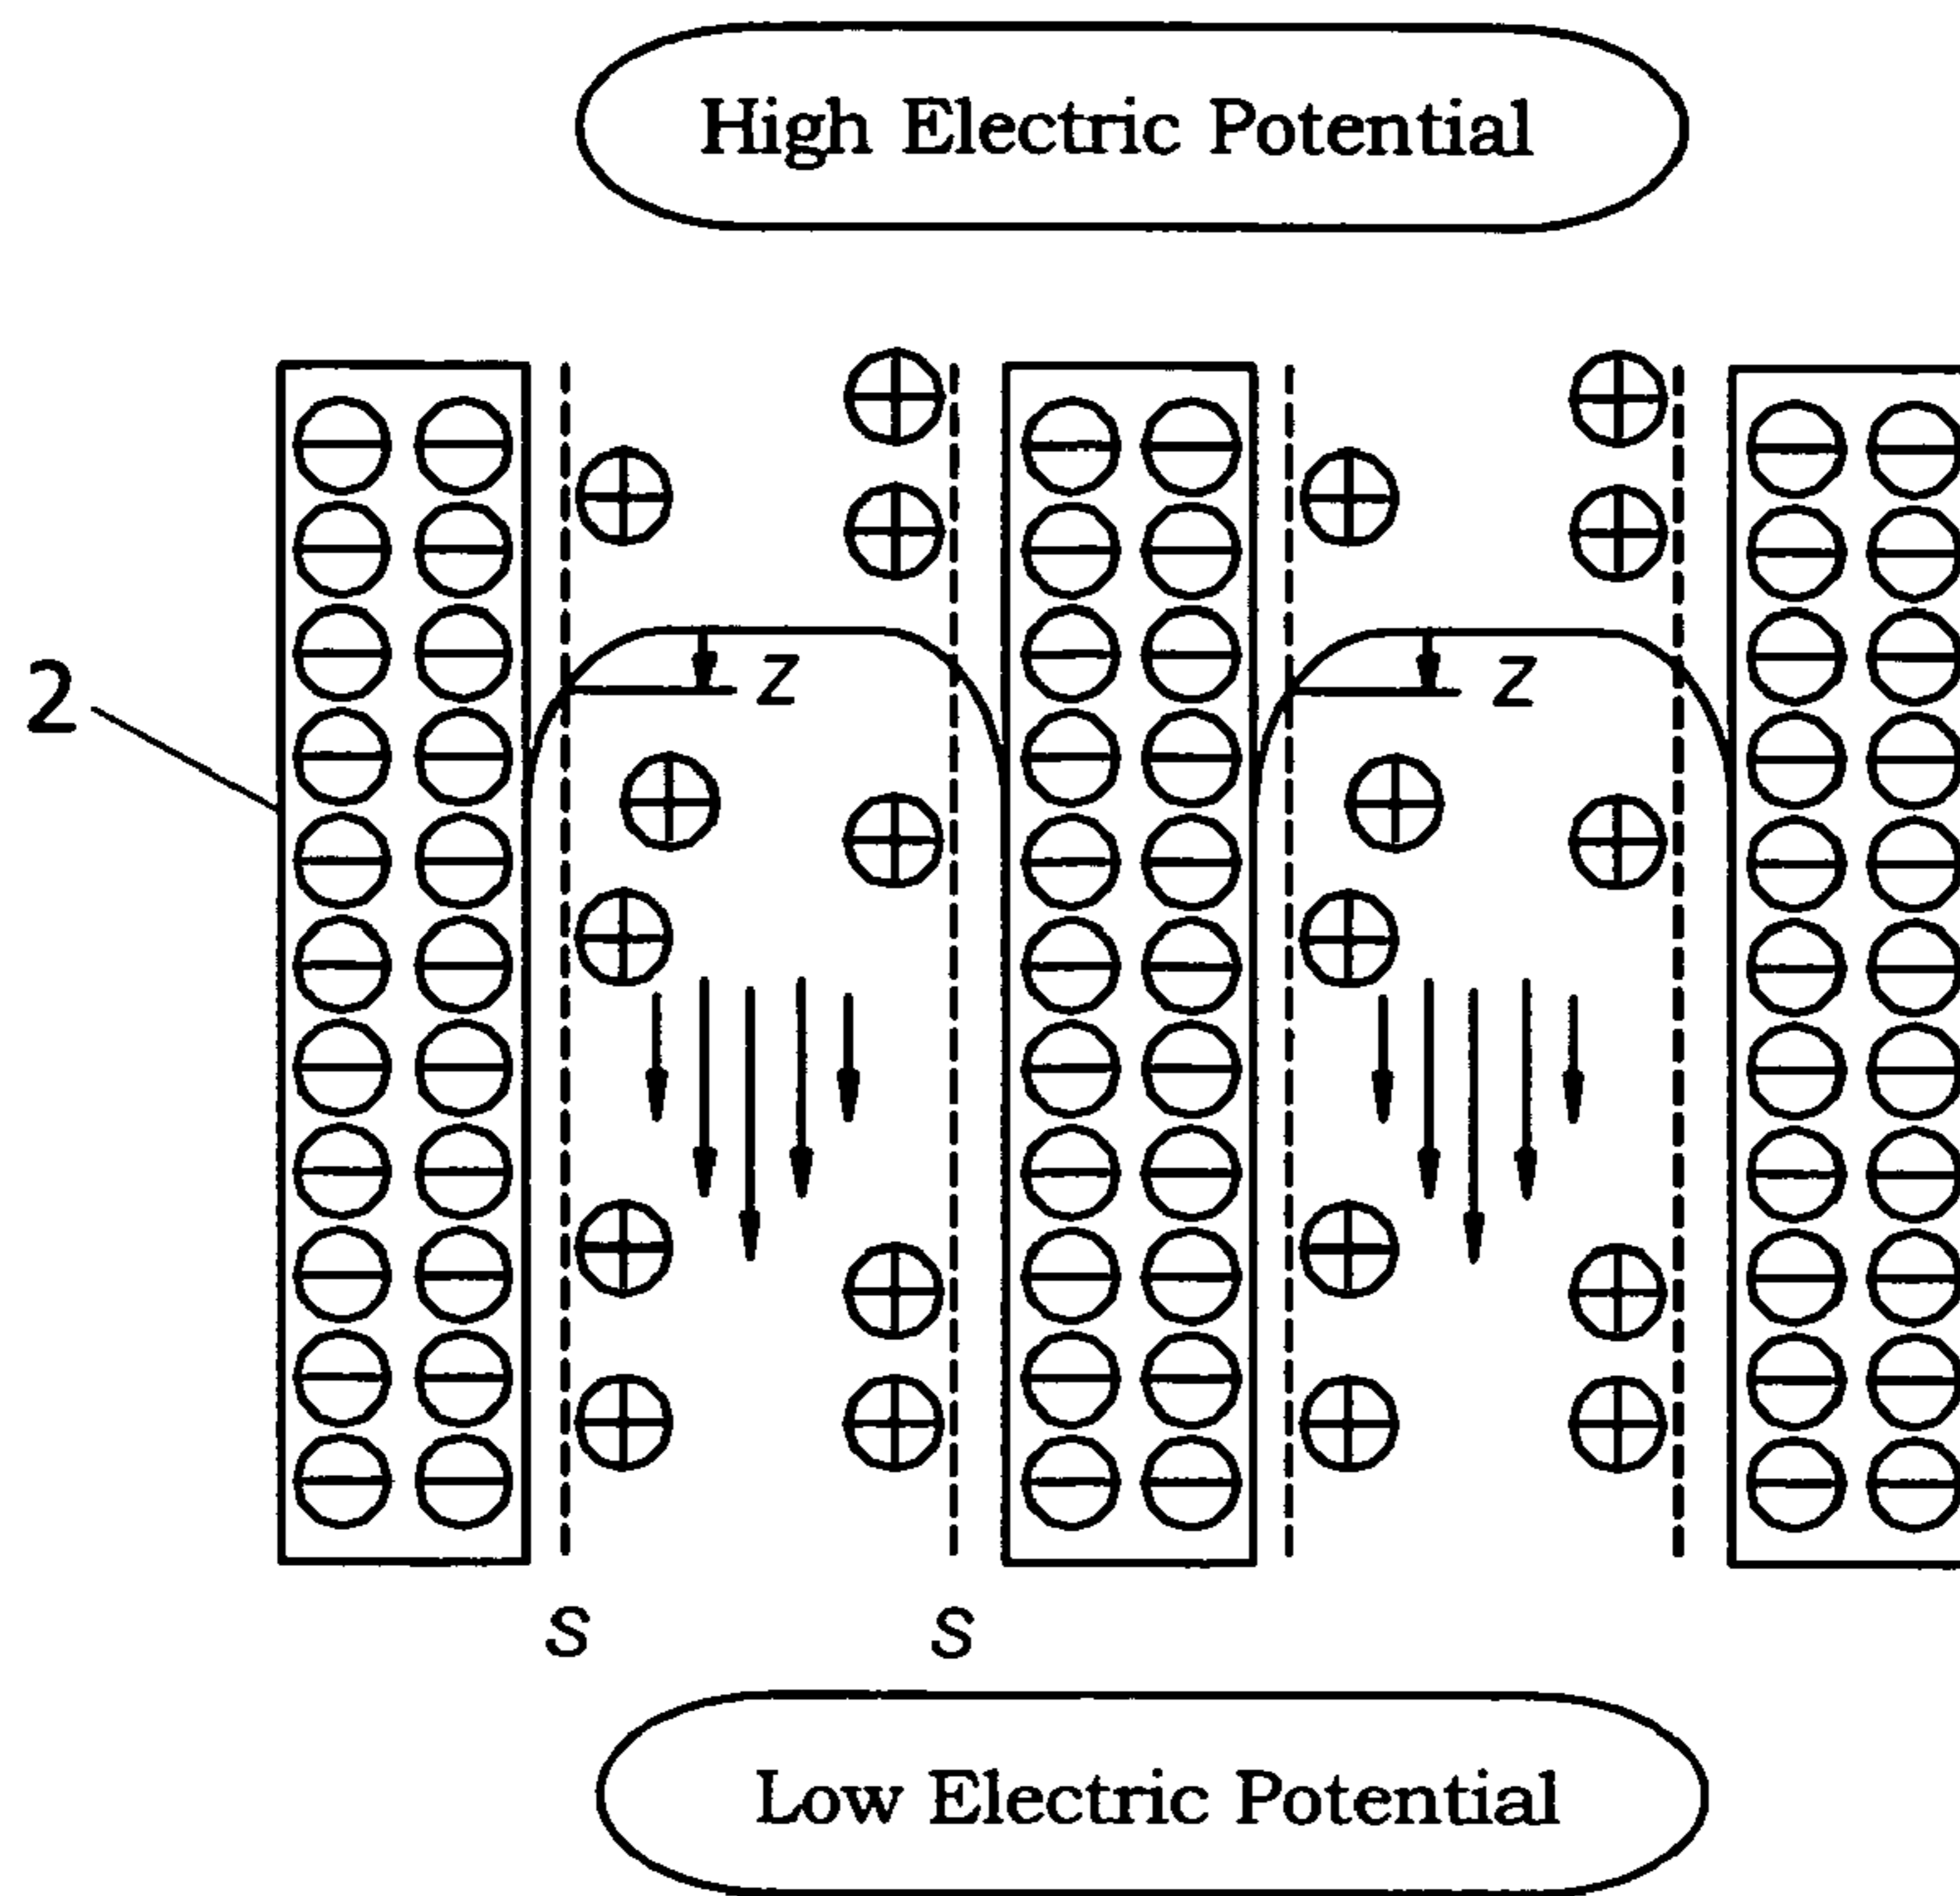 High Electric Potential
2
Z Z
S S
Low Electric Potential